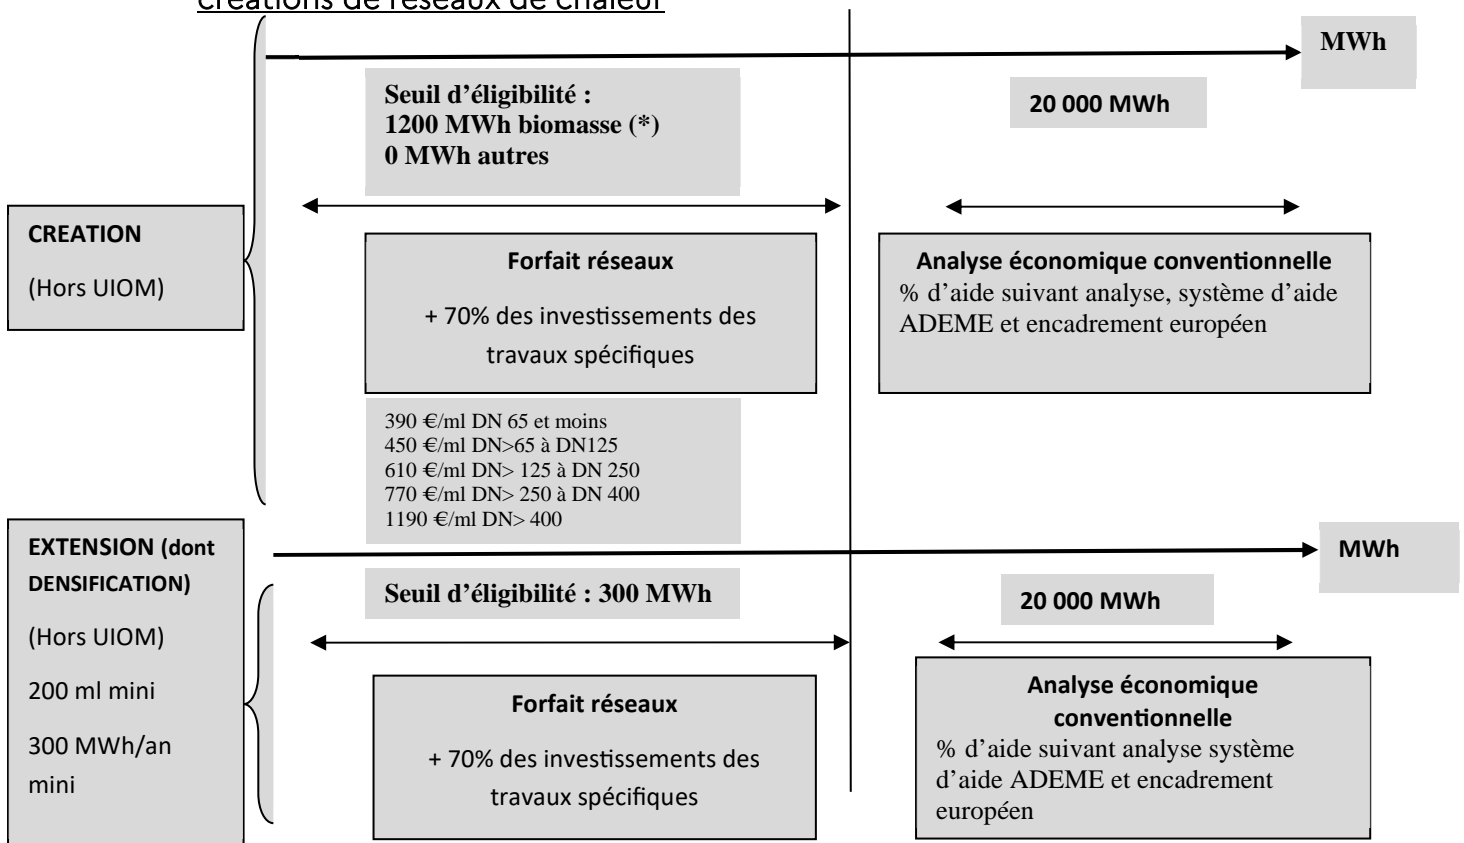 créations de réseaux de chaleur
MWh
Seuil d’éligibilité :
1200 MWh biomasse (*)
0 MWh autres
20 000 MWh
CREATION
(Hors UIOM)
Forfait réseaux
+ 70% des investissements des
travaux spécifiques
Analyse économique conventionnelle
% d’aide suivant analyse, système d’aide
ADEME et encadrement européen
390 €/ml DN 65 et moins
450 €/ml DN>65 à DN125
610 €/ml DN> 125 à DN 250
770 €/ml DN> 250 à DN 400
1190 €/ml DN> 400
EXTENSION (dont
DENSIFICATION)
(Hors UIOM)
200 ml mini
300 MWh/an
mini
MWh
Seuil d’éligibilité : 300 MWh
20 000 MWh
Forfait réseaux
+ 70% des investissements des
travaux spécifiques
Analyse économique
conventionnelle
% d’aide suivant analyse système
d’aide ADEME et encadrement
européen